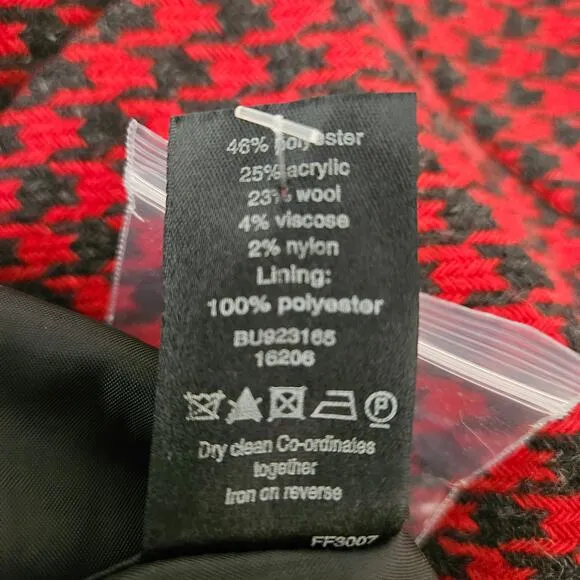 46% polyester
25% acrylic
23% wool
4% viscose
2% nylon
Lining:
100% polyester
BU923165
16206
P
Dry clean Co-ordinates
together
Iron on reverse
FF3007